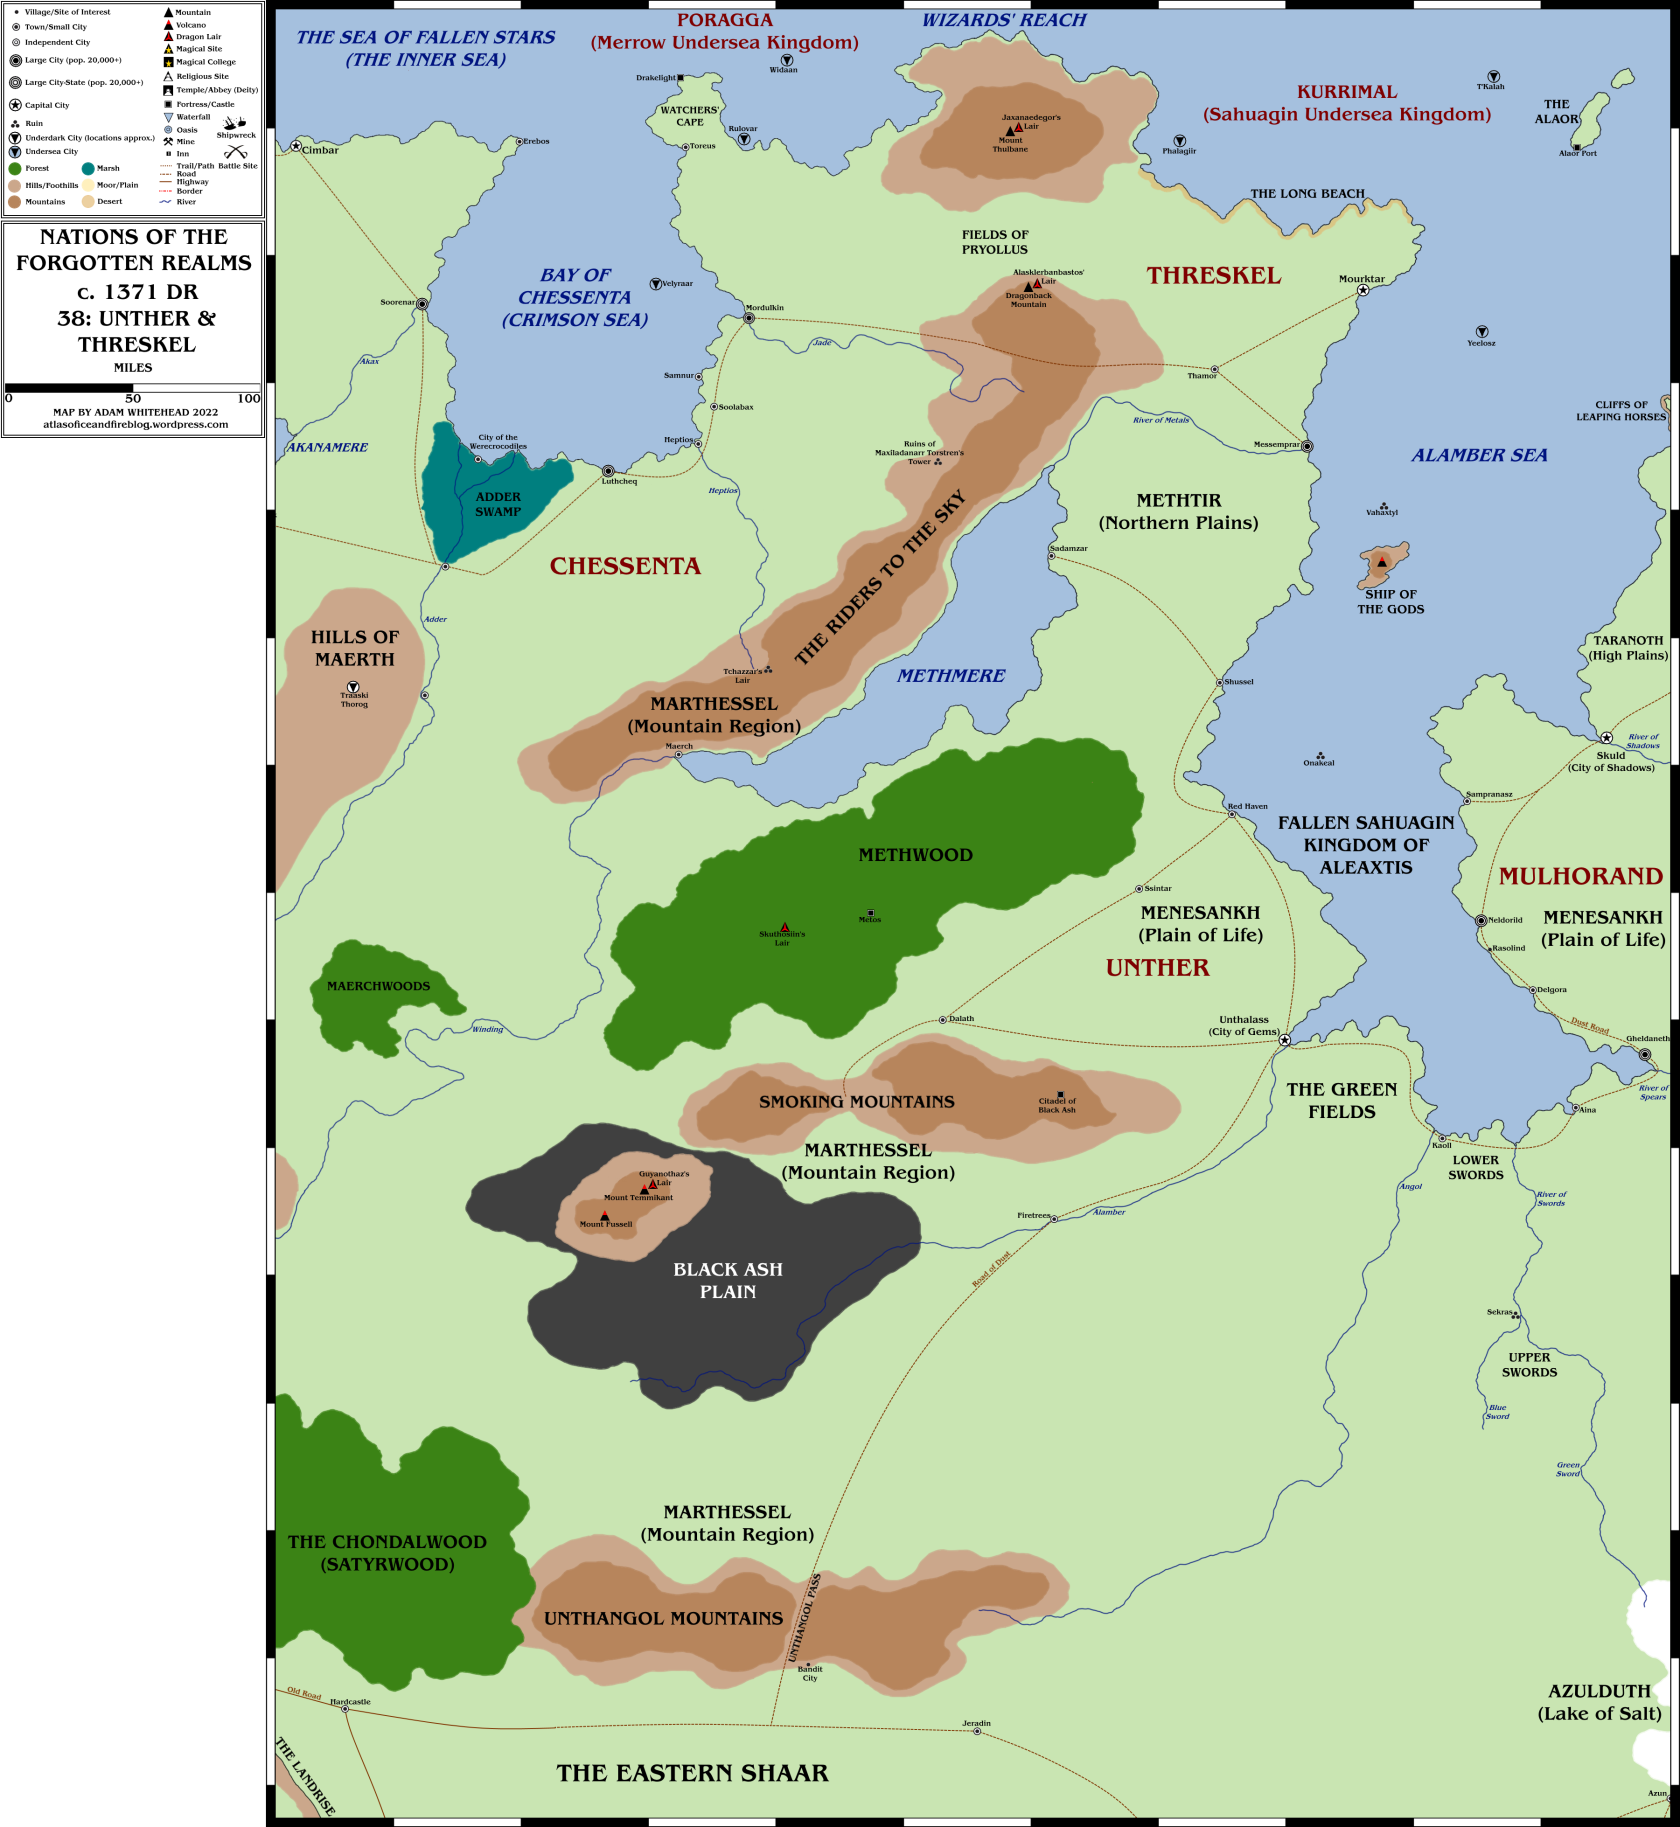 Village/Site of Interest
Town/Small City
Independent City
Large City (pop. 20,000+)
Large City-State (pop. 20,000+)
Capital City
Ruin
Underdark City (locations approx.)
Undersea City
Forest
Marsh
Hills/Foothills
Moor/Plain
Mountains
Desert
Mountain
Volcano
Dragon Lair
Magical Site
Magical College
Religious Site
Temple/Abbey (Deity)
Fortress/Castle
Waterfall
Oasis
Shipwreck
Mine
Inn
Trail/Path
Battle Site
Road
Highway
Border
River
NATIONS OF THE
FORGOTTEN REALMS
c. 1371 DR
38: UNTHER &
THRESKEL
MILES
0 50 100
MAP BY ADAM WHITEHEAD 2022
atlasoficeandfireblog.wordpress.com
THE SEA OF FALLEN STARS
(THE INNER SEA)
PORAGGA
(Merrow Undersea Kingdom)
WIZARDS' REACH
Widaan
Drakelight
WATCHERS'
CAPE
Rulovar
Toreus
Jaxanaedegor's
Lair
Mount
Thulbane
KURRIMAL
(Sahuagin Undersea Kingdom)
T'Kalah
THE
ALAOR
Alaor Port
Phalagiir
THE LONG BEACH
Cimbar
Erebos
FIELDS OF
PRYOLLUS
THRESKEL
Mourktar
Alasklerbanbastos'
Lair
Dragonback
Mountain
BAY OF
CHESSENTA
(CRIMSON SEA)
Velyraar
Soorenar
Mordulkin
Jade
Akax
Samnur
Soolabax
Thamor
Yeelosz
CLIFFS OF
LEAPING HORSES
River of Metals
Messemprar
ALAMBER SEA
AKANAMERE
City of the
Werecrocodiles
Heptios
Luthcheq
Ruins of
Maxiladanarr Torstren's
Tower
ADDER
SWAMP
Heptios
METHTIR
(Northern Plains)
Vahaxtyl
Sadamzar
CHESSENTA
THE RIDERS TO THE SKY
SHIP OF
THE GODS
Adder
HILLS OF
MAERTH
Traaski
Thorog
TARANOTH
(High Plains)
Tchazzar's
Lair
METHMERE
Shussel
MARTHESSEL
(Mountain Region)
Maerch
River of
Shadows
Skuld
(City of Shadows)
Onakeal
Sampranasz
Red Haven
FALLEN SAHUAGIN
KINGDOM OF
ALEAXTIS
METHWOOD
MULHORAND
Ssintar
Metos
Skuthosiin's
Lair
MENESANKH
(Plain of Life)
Neldorild
MENESANKH
(Plain of Life)
Rasolind
UNTHER
MAERCHWOODS
Delgora
Winding
Dalath
Unthalass
(City of Gems)
Dust Road
Gheldaneth
River of
Spears
SMOKING MOUNTAINS
Citadel of
Black Ash
THE GREEN
FIELDS
Aina
Kaoll
MARTHESSEL
(Mountain Region)
LOWER
SWORDS
Guyanothaz's
Lair
Mount Temmikant
Mount Fussell
Angol
River of
Swords
Firetrees
Alamber
Road of Dust
BLACK ASH
PLAIN
Sekras
UPPER
SWORDS
Blue
Sword
Green
Sword
MARTHESSEL
(Mountain Region)
THE CHONDALWOOD
(SATYRWOOD)
UNTHANGOL MOUNTAINS
UNTHANGOL PASS
Bandit
City
Old Road
Hardcastle
Jeradin
AZULDUTH
(Lake of Salt)
THE LANDRISE
THE EASTERN SHAAR
Azun